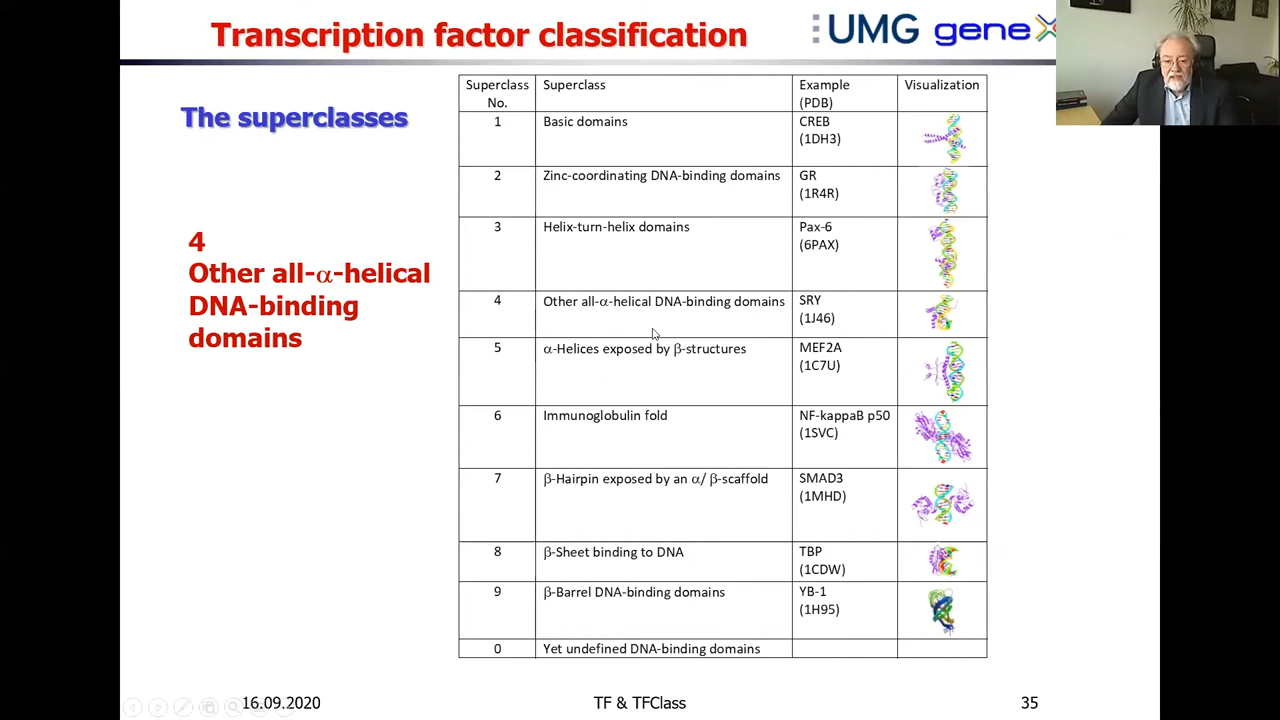 Transcription factor classification
UMG geneX
The superclasses
4
Other all-α-helical
DNA-binding
domains
Superclass No. Superclass Example (PDB) Visualization
1 Basic domains CREB (1DH3)
2 Zinc-coordinating DNA-binding domains GR (1R4R)
3 Helix-turn-helix domains Pax-6 (6PAX)
4 Other all-α-helical DNA-binding domains SRY (1J46)
5 α-Helices exposed by β-structures MEF2A (1C7U)
6 Immunoglobulin fold NF-kappaB p50 (1SVC)
7 β-Hairpin exposed by an α/ β-scaffold SMAD3 (1MHD)
8 β-Sheet binding to DNA TBP (1CDW)
9 β-Barrel DNA-binding domains YB-1 (1H95)
0 Yet undefined DNA-binding domains
16.09.2020 TF & TFClass 35